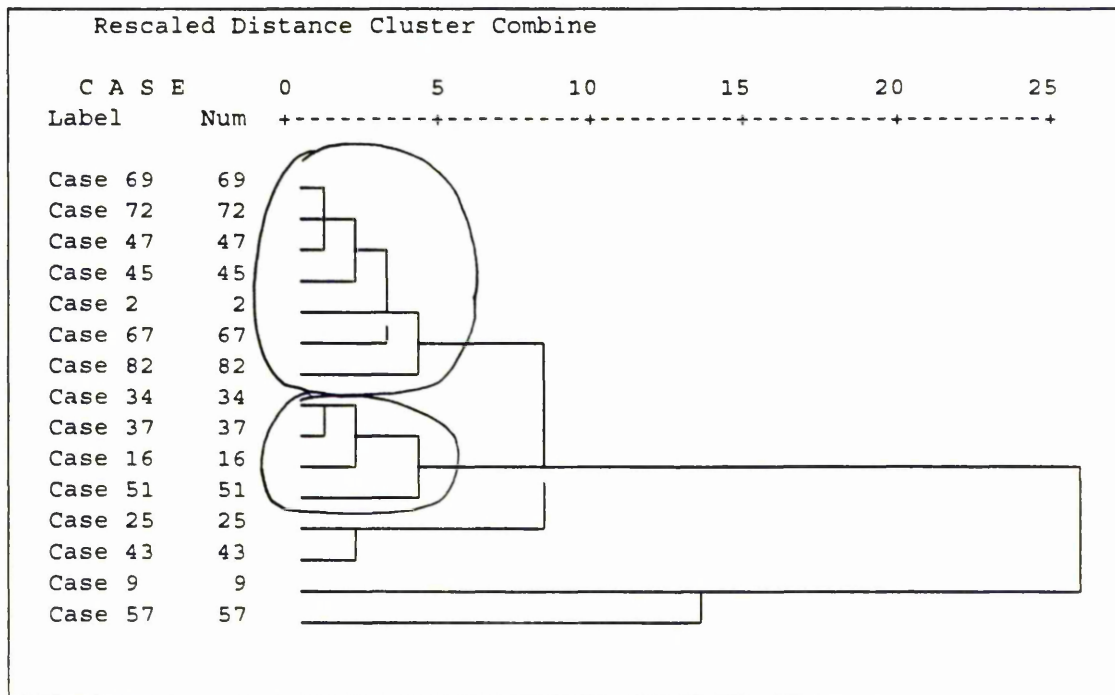 Rescaled Distance Cluster Combine
C A S E 0 5 10 15 20 25
Label Num +---------+---------+---------+---------+---------+
Case 69 69
Case 72 72
Case 47 47
Case 45 45
Case 2 2
Case 67 67
Case 82 82
Case 34 34
Case 37 37
Case 16 16
Case 51 51
Case 25 25
Case 43 43
Case 9 9
Case 57 57